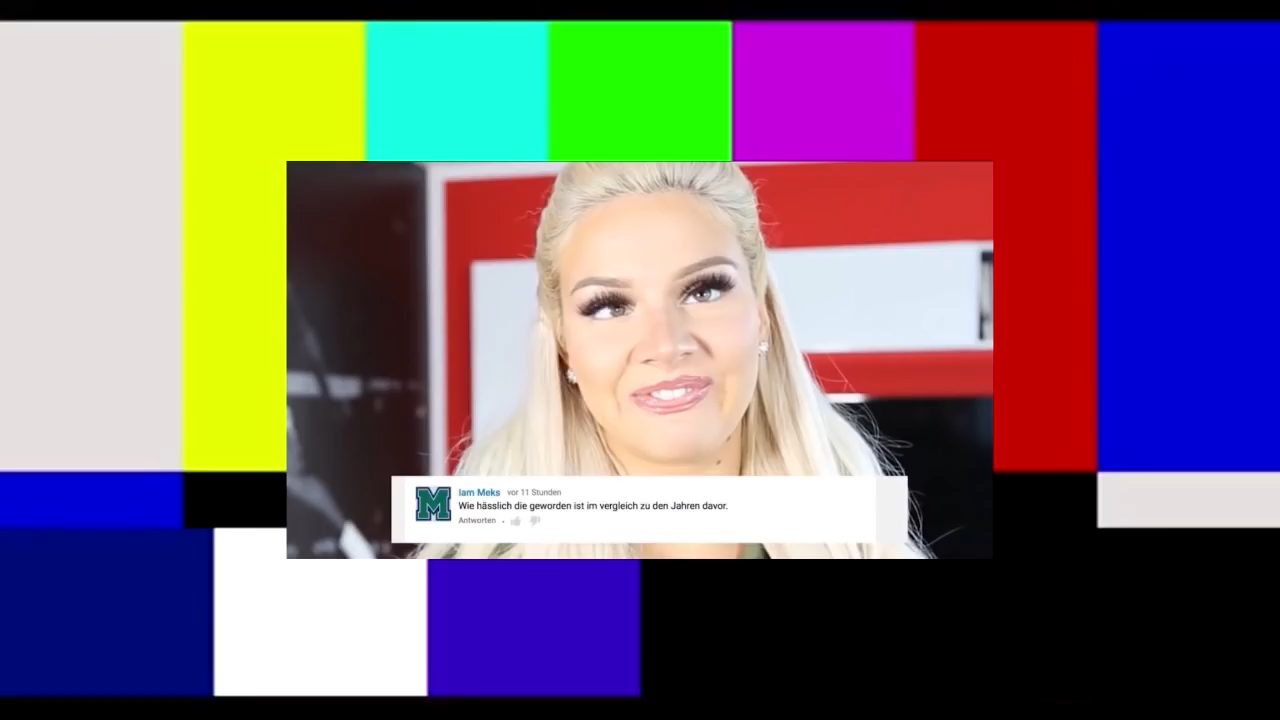 M
Iam Meks vor 11 Stunden
Wie hässlich die geworden ist im vergleich zu den Jahren davor.
Antworten